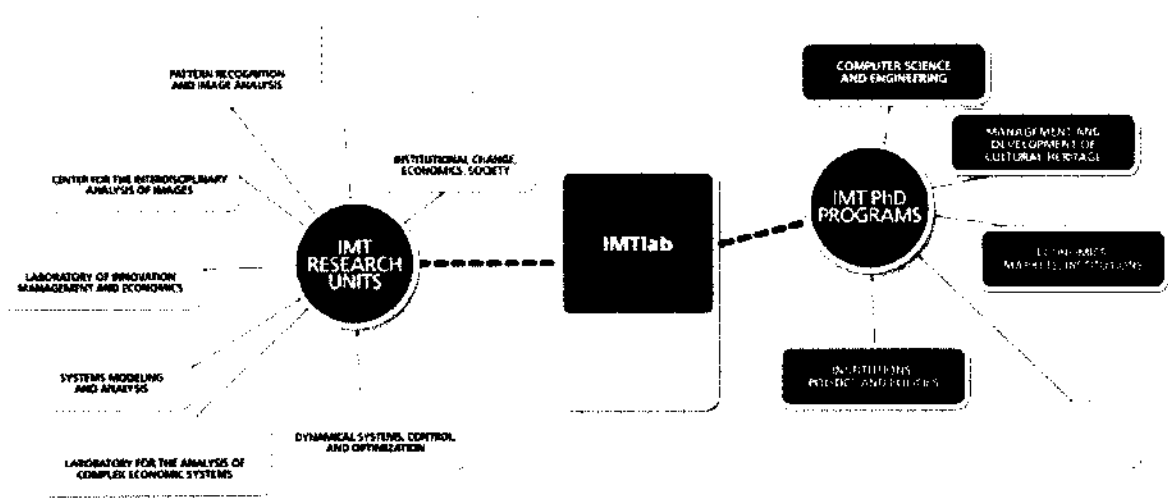 PATTERN RECOGNITION
AND IMAGE ANALYSIS
INSTITUTIONAL CHANGE,
ECONOMICS, SOCIETY
CENTER FOR THE INTERDISCIPLINARY
ANALYSIS OF IMAGES
IMT
RESEARCH
UNITS
LABORATORY OF INNOVATION
MANAGEMENT AND ECONOMICS
SYSTEMS MODELING
AND ANALYSIS
LABORATORY FOR THE ANALYSIS OF
COMPLEX ECONOMIC SYSTEMS
DYNAMICAL SYSTEMS, CONTROL,
AND OPTIMIZATION
IMTlab
COMPUTER SCIENCE
AND ENGINEERING
MANAGEMENT AND
DEVELOPMENT OF
CULTURAL HERITAGE
IMT PhD
PROGRAMS
ECONOMICS
MARKETS, INSTITUTIONS
INSTITUTIONS
AND POLICIES